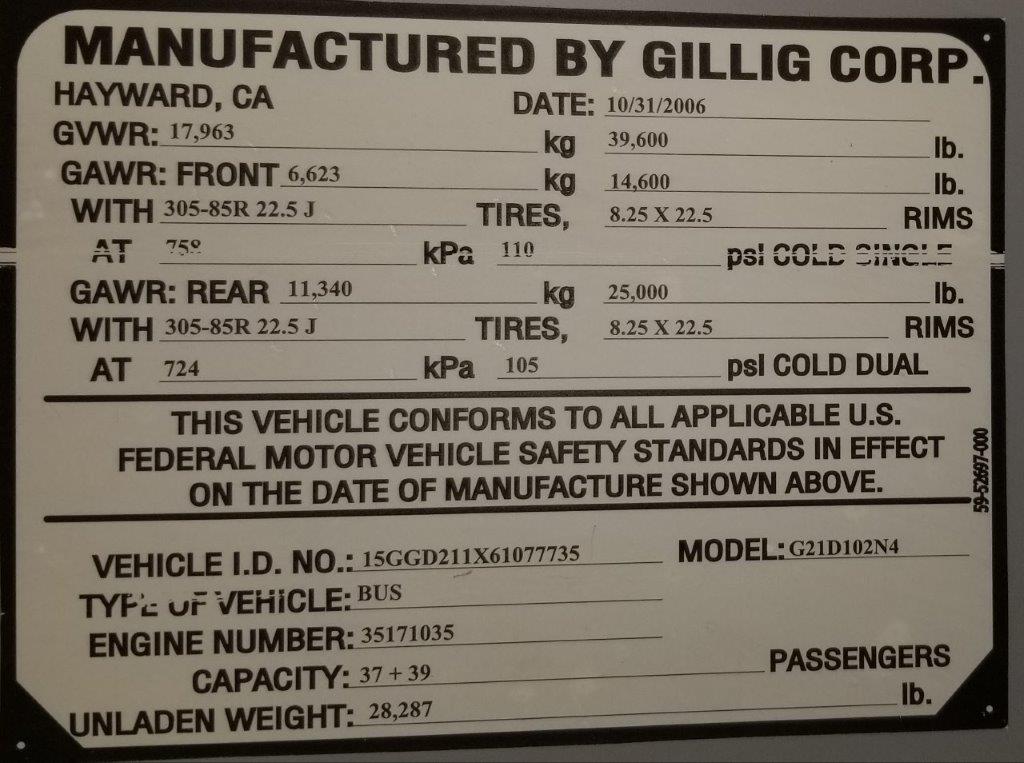 MANUFACTURED BY GILLIG CORP.
HAYWARD, CA DATE: 10/31/2006
GVWR: 17,963 kg 39,600 lb.
GAWR: FRONT 6,623 kg 14,600 lb.
WITH 305-85R 22.5 J TIRES, 8.25 X 22.5 RIMS
AT 758 kPa 110 psI COLD SINGLE
GAWR: REAR 11,340 kg 25,000 lb.
WITH 305-85R 22.5 J TIRES, 8.25 X 22.5 RIMS
AT 724 kPa 105 psI COLD DUAL
THIS VEHICLE CONFORMS TO ALL APPLICABLE U.S.
FEDERAL MOTOR VEHICLE SAFETY STANDARDS IN EFFECT
ON THE DATE OF MANUFACTURE SHOWN ABOVE.
59-52697-000
VEHICLE I.D. NO.: 15GGD211X61077735 MODEL: G21D102N4
TYPE OF VEHICLE: BUS
ENGINE NUMBER: 35171035
CAPACITY: 37 + 39 PASSENGERS
UNLADEN WEIGHT: 28,287 lb.